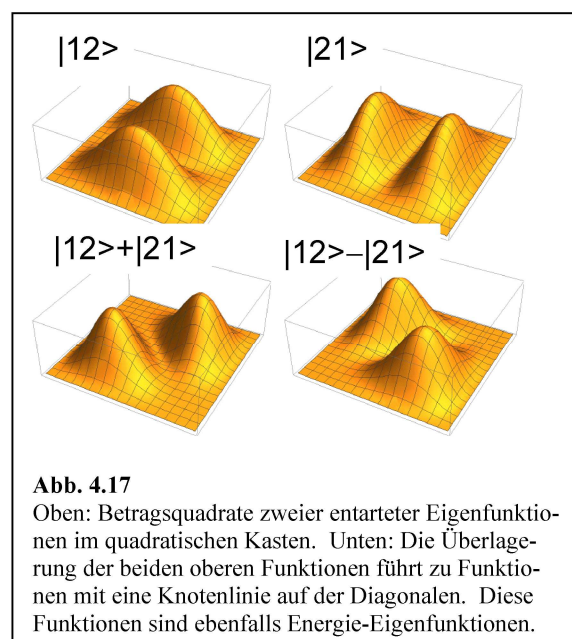 |12>
|21>
|12>+|21>
|12>−|21>
Abb. 4.17
Oben: Betragsquadrate zweier entarteter Eigenfunktio-
nen im quadratischen Kasten. Unten: Die Überlage-
rung der beiden oberen Funktionen führt zu Funktio-
nen mit eine Knotenlinie auf der Diagonalen. Diese
Funktionen sind ebenfalls Energie-Eigenfunktionen.